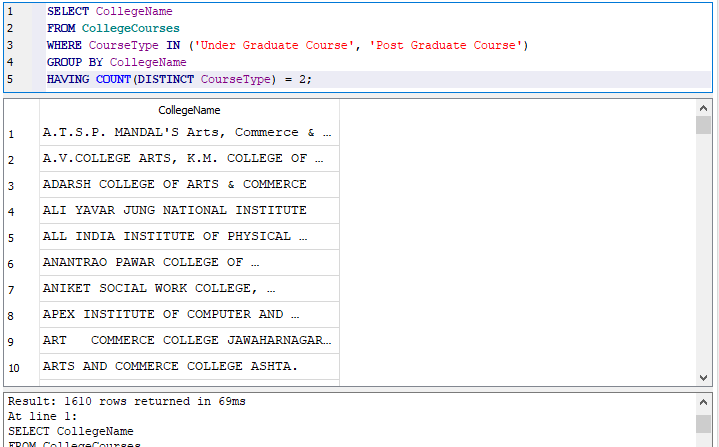 1 SELECT CollegeName
2 FROM CollegeCourses
3 WHERE CourseType IN ('Under Graduate Course', 'Post Graduate Course')
4 GROUP BY CollegeName
5 HAVING COUNT(DISTINCT CourseType) = 2;
CollegeName
1 A.T.S.P. MANDAL'S Arts, Commerce & …
2 A.V.COLLEGE ARTS, K.M. COLLEGE OF …
3 ADARSH COLLEGE OF ARTS & COMMERCE
4 ALI YAVAR JUNG NATIONAL INSTITUTE
5 ALL INDIA INSTITUTE OF PHYSICAL …
6 ANANTRAO PAWAR COLLEGE OF …
7 ANIKET SOCIAL WORK COLLEGE, …
8 APEX INSTITUTE OF COMPUTER AND …
9 ART   COMMERCE COLLEGE JAWAHARNAGAR…
10 ARTS AND COMMERCE COLLEGE ASHTA.
Result: 1610 rows returned in 69ms
At line 1:
SELECT CollegeName
FROM CollegeCourses